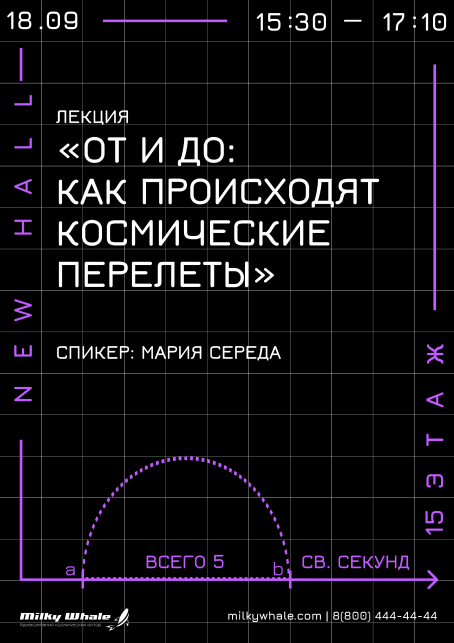 18.09 15:30 — 17:10
NEW HALL
ЛЕКЦИЯ
«ОТ И ДО:
КАК ПРОИСХОДЯТ
КОСМИЧЕСКИЕ
ПЕРЕЛЕТЫ»
СПИКЕР: МАРИЯ СЕРЕДА
15 ЭТАЖ
a ВСЕГО 5 b СВ. СЕКУНД
Milky Whale
milkywhale.com | 8(800) 444-44-44